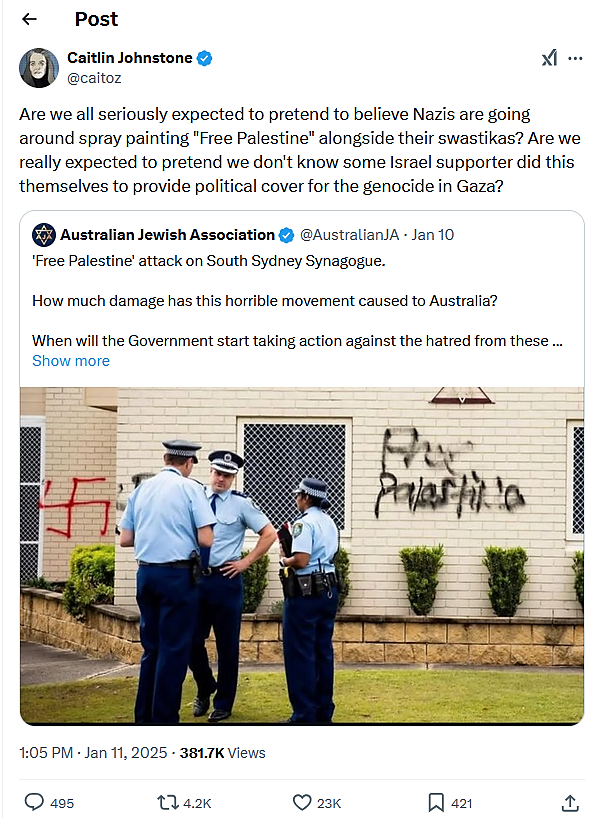 Post
Caitlin Johnstone
@caitoz
Are we all seriously expected to pretend to believe Nazis are going
around spray painting "Free Palestine" alongside their swastikas? Are we
really expected to pretend we don't know some Israel supporter did this
themselves to provide political cover for the genocide in Gaza?
Australian Jewish Association @AustralianJA · Jan 10
'Free Palestine' attack on South Sydney Synagogue.
How much damage has this horrible movement caused to Australia?
When will the Government start taking action against the hatred from these ...
Show more
Free
Palestine
1:05 PM · Jan 11, 2025 · 381.7K Views
495 4.2K 23K 421